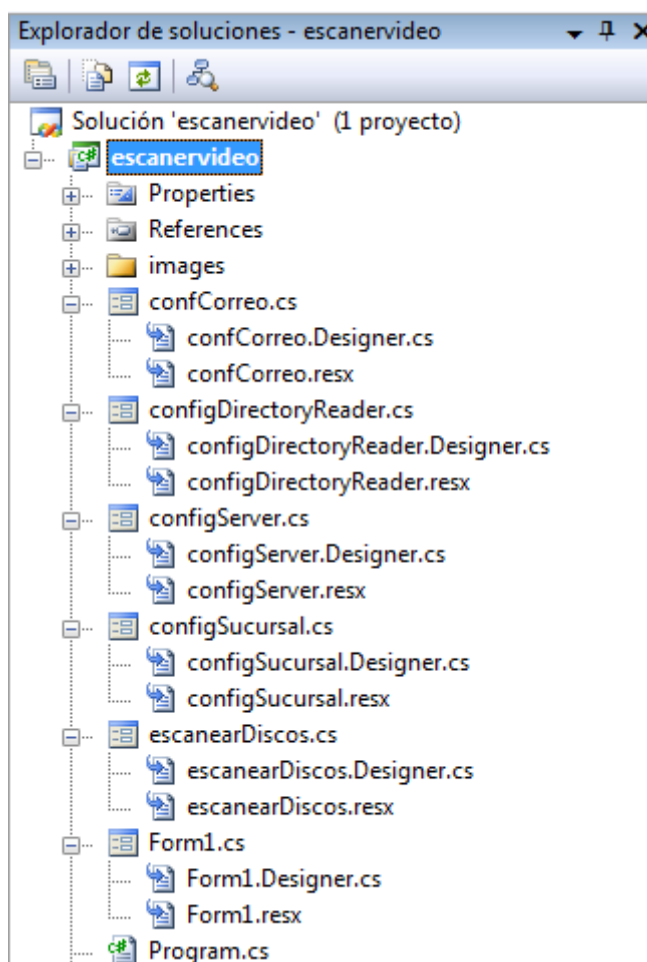 Explorador de soluciones - escanervideo
Solución 'escanervideo' (1 proyecto)
escanervideo
Properties
References
images
confCorreo.cs
confCorreo.Designer.cs
confCorreo.resx
configDirectoryReader.cs
configDirectoryReader.Designer.cs
configDirectoryReader.resx
configServer.cs
configServer.Designer.cs
configServer.resx
configSucursal.cs
configSucursal.Designer.cs
configSucursal.resx
escanearDiscos.cs
escanearDiscos.Designer.cs
escanearDiscos.resx
Form1.cs
Form1.Designer.cs
Form1.resx
Program.cs